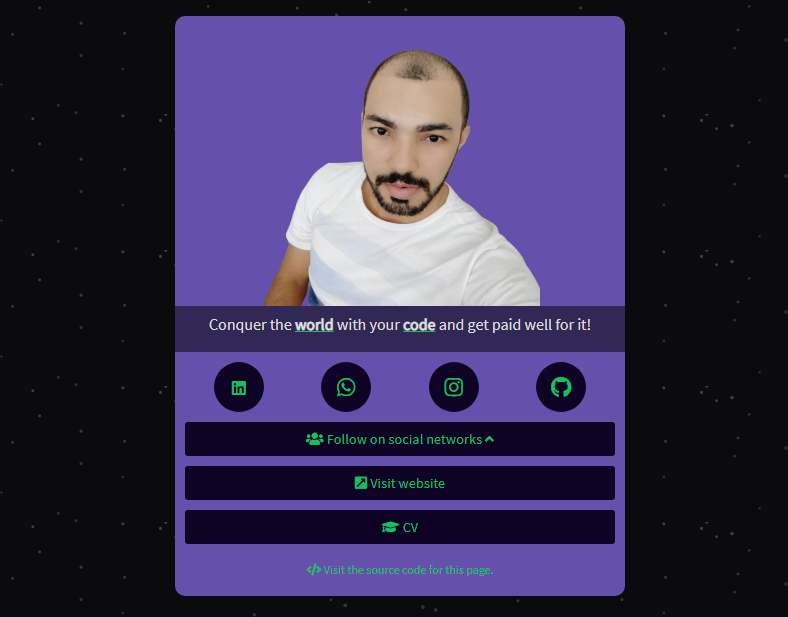 Conquer the world with your code and get paid well for it!
in
Follow on social networks
Visit website
CV
</> Visit the source code for this page.